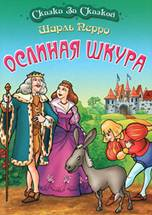 Сказка За Сказкой
Шарль Перро
ОСЛИНАЯ ШКУРА